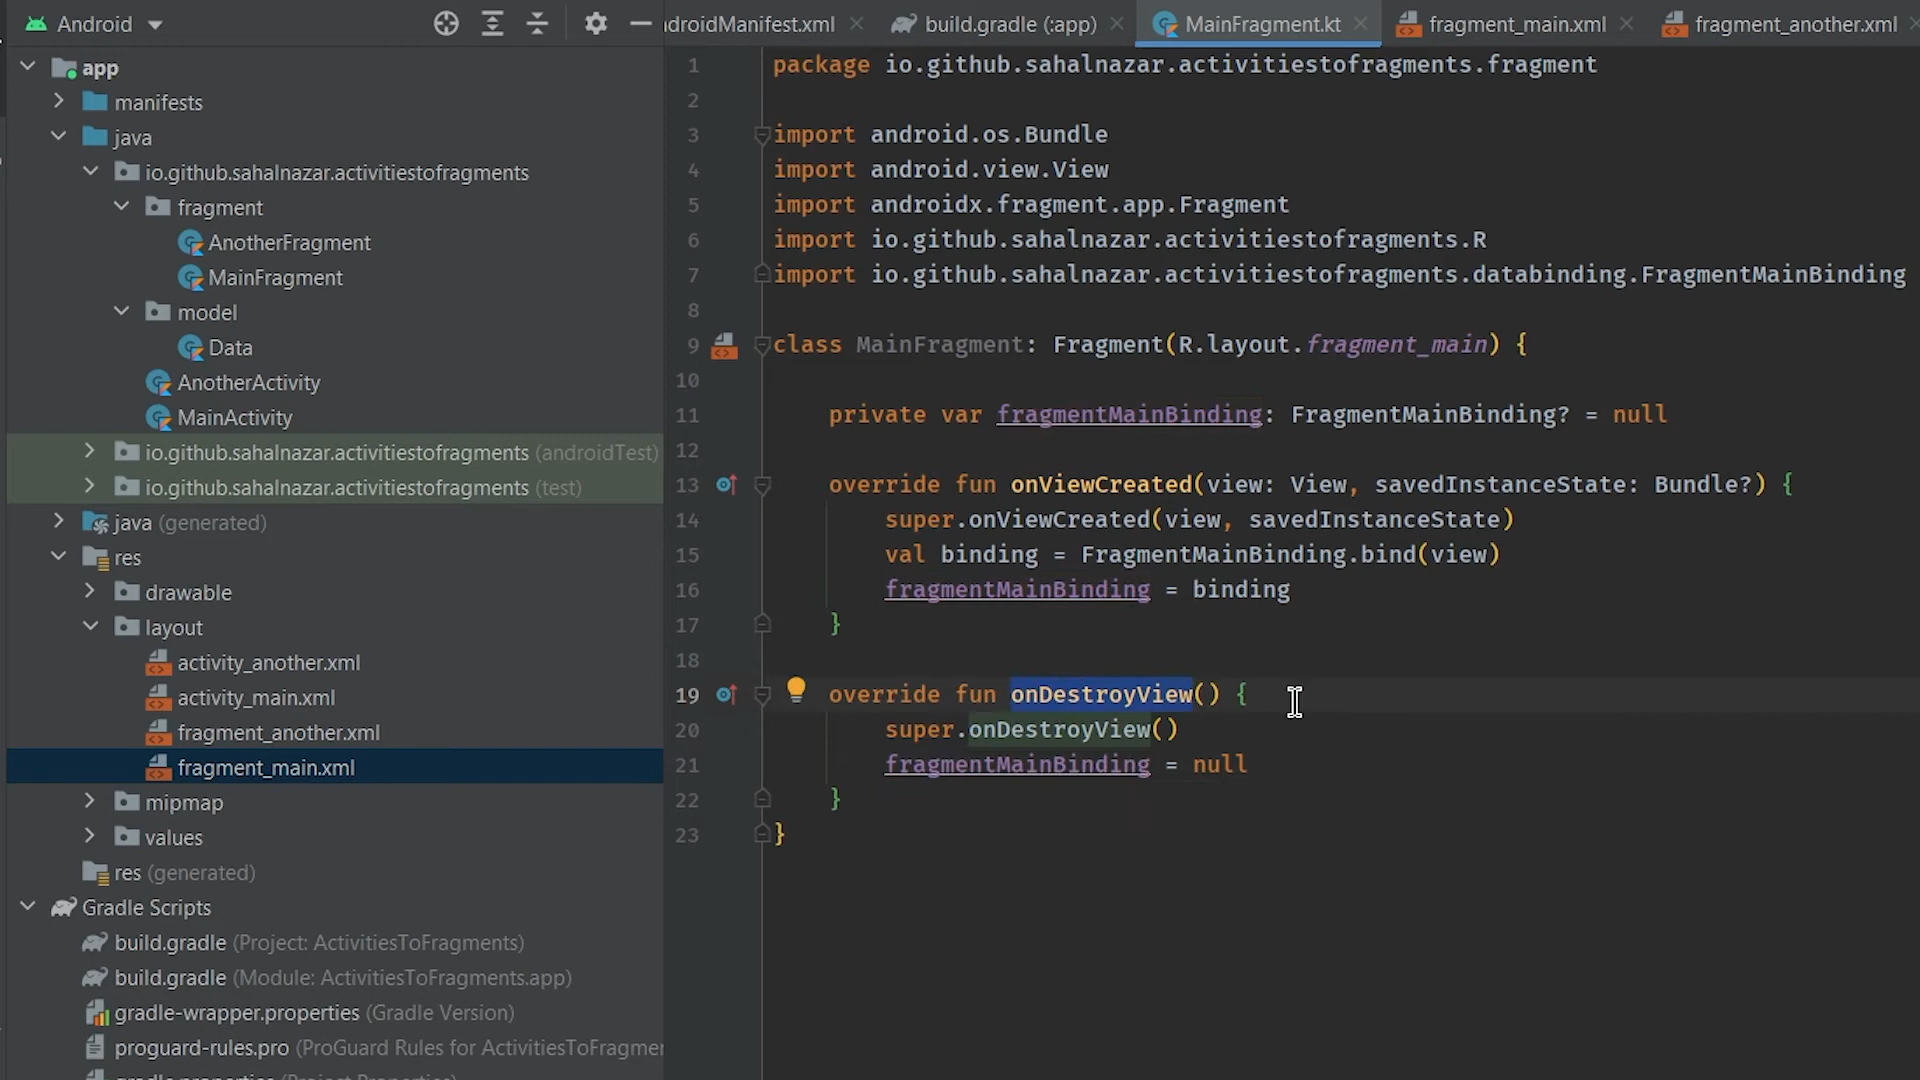 Android
app
manifests
java
io.github.sahalnazar.activitiestofragments
fragment
AnotherFragment
MainFragment
model
Data
AnotherActivity
MainActivity
io.github.sahalnazar.activitiestofragments (androidTest)
io.github.sahalnazar.activitiestofragments (test)
java (generated)
res
drawable
layout
activity_another.xml
activity_main.xml
fragment_another.xml
fragment_main.xml
mipmap
values
res (generated)
Gradle Scripts
build.gradle (Project: ActivitiesToFragments)
build.gradle (Module: ActivitiesToFragments.app)
gradle-wrapper.properties (Gradle Version)
proguard-rules.pro (ProGuard Rules for ActivitiesToFragmer
gradle.properties (Project Properties)
droidManifest.xml build.gradle (:app) MainFragment.kt fragment_main.xml fragment_another.xml
1 package io.github.sahalnazar.activitiestofragments.fragment
2
3 import android.os.Bundle
4 import android.view.View
5 import androidx.fragment.app.Fragment
6 import io.github.sahalnazar.activitiestofragments.R
7 import io.github.sahalnazar.activitiestofragments.databinding.FragmentMainBinding
8
9 class MainFragment: Fragment(R.layout.fragment_main) {
10
11 private var fragmentMainBinding: FragmentMainBinding? = null
12
13 override fun onViewCreated(view: View, savedInstanceState: Bundle?) {
14 super.onViewCreated(view, savedInstanceState)
15 val binding = FragmentMainBinding.bind(view)
16 fragmentMainBinding = binding
17 }
18
19 override fun onDestroyView() {
20 super.onDestroyView()
21 fragmentMainBinding = null
22 }
23 }